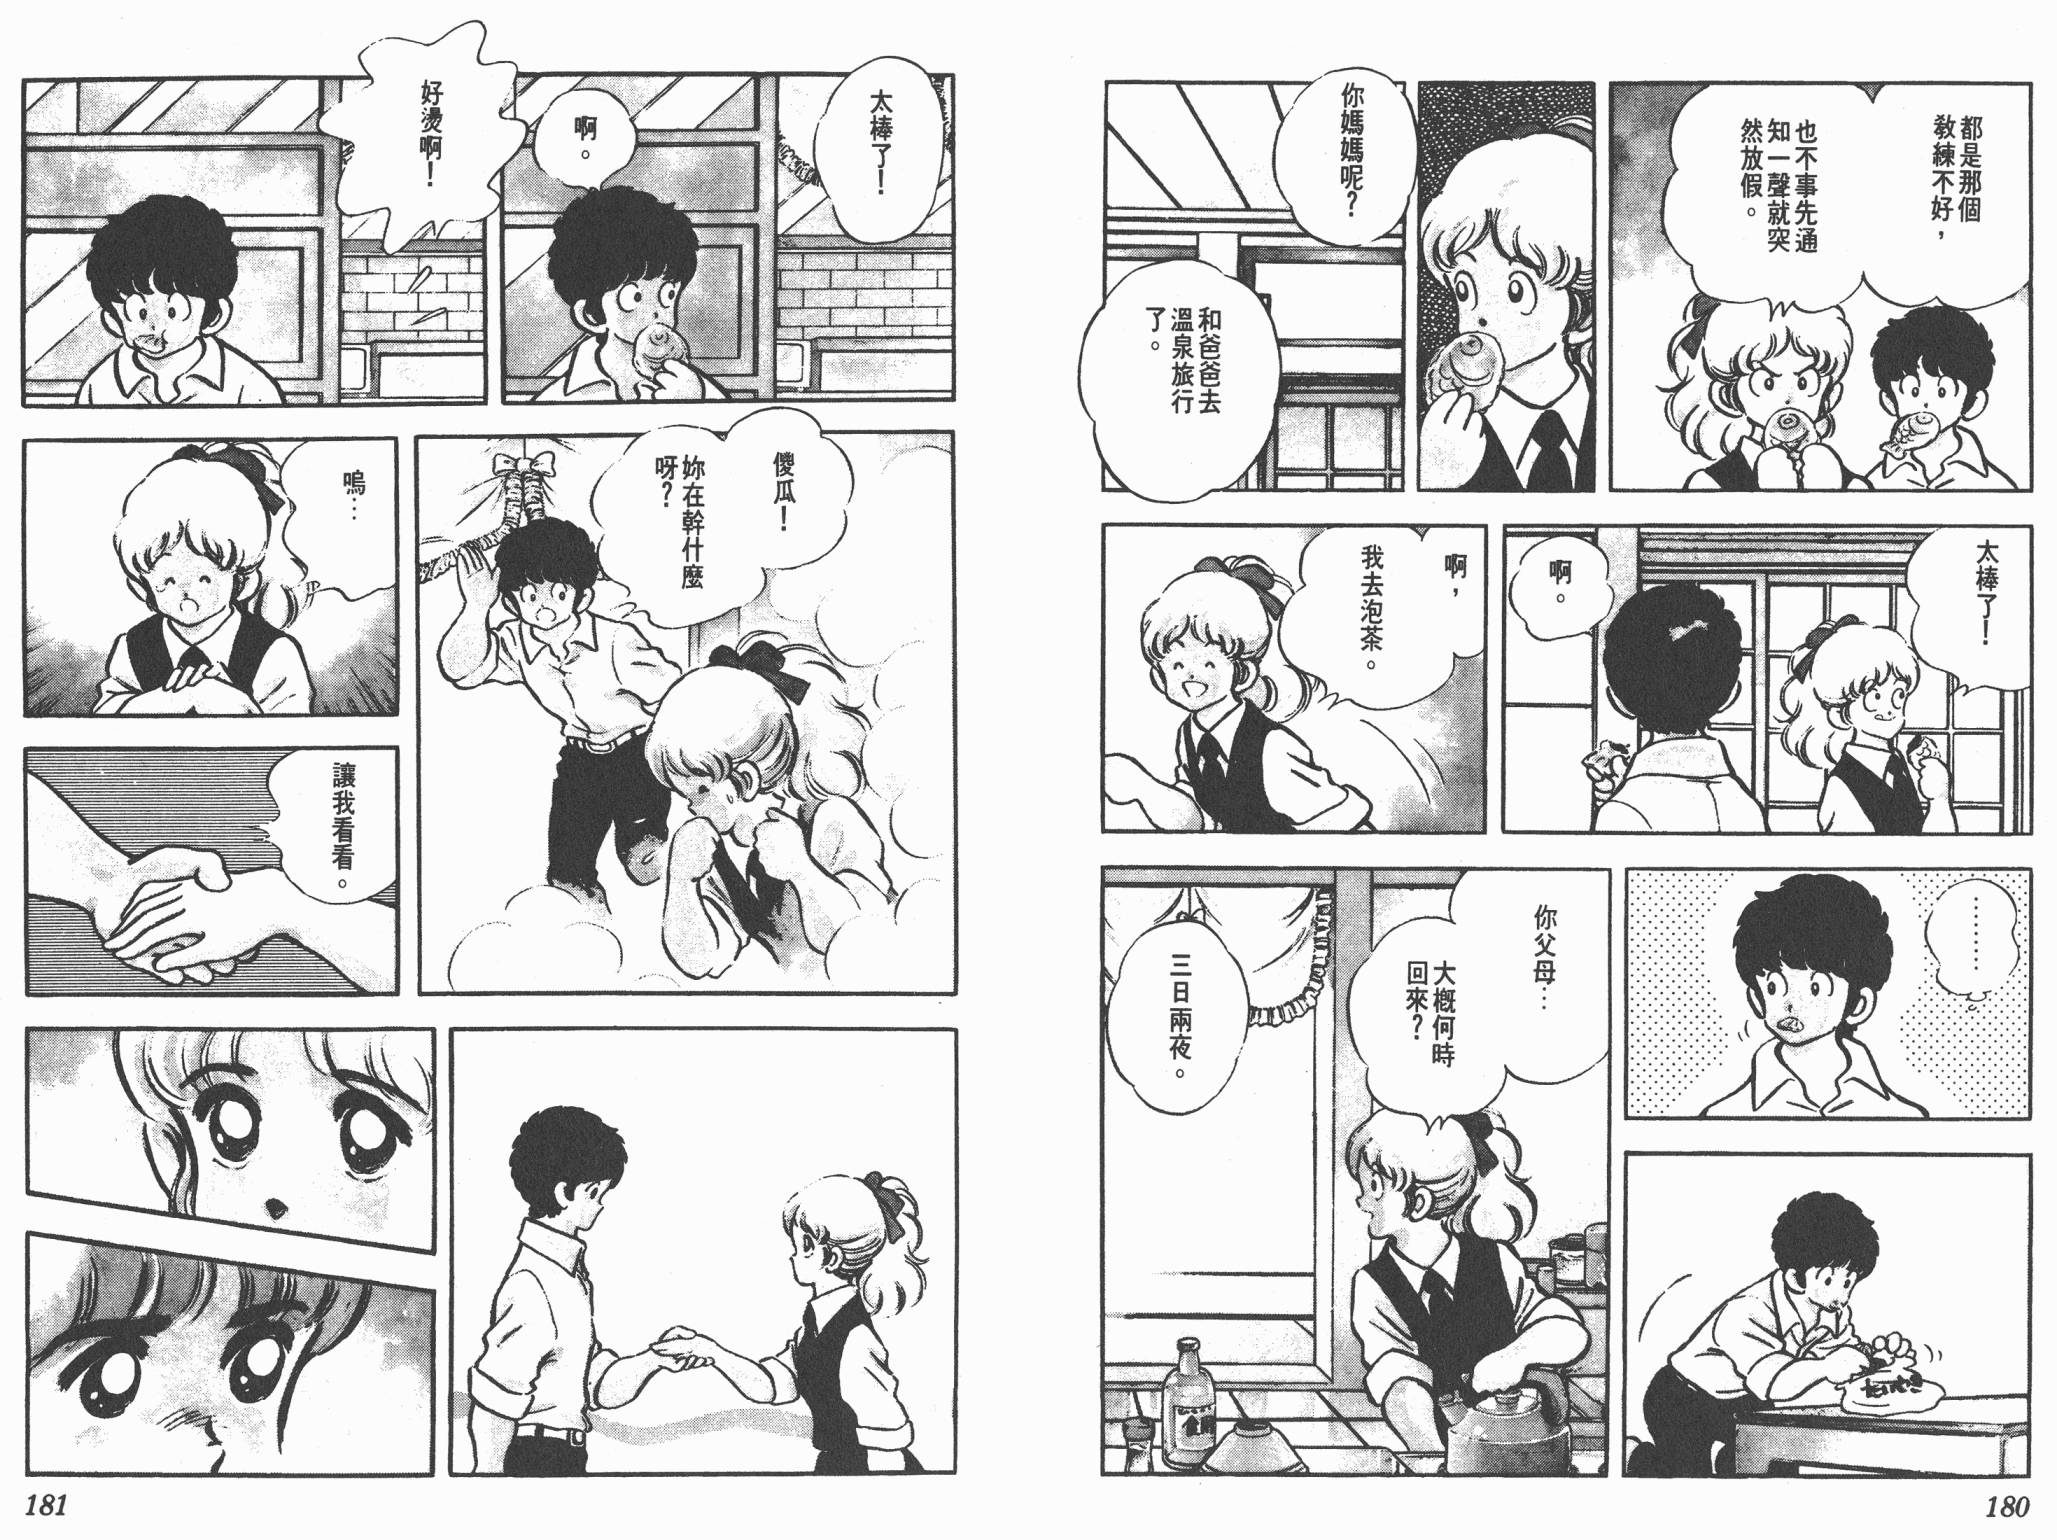 都是那個
教練不好，
也不事先通
知一聲就突
然放假。
你媽媽呢?
和爸爸去
溫泉旅行
了。
太棒了!
啊。
啊，
我去泡茶。
………
你父母…
大概何時
回來?
三日兩夜。
180
太棒了!
啊。
好燙啊!
傻瓜!
妳在幹什麼
呀?
嗚…
讓我看看。
181